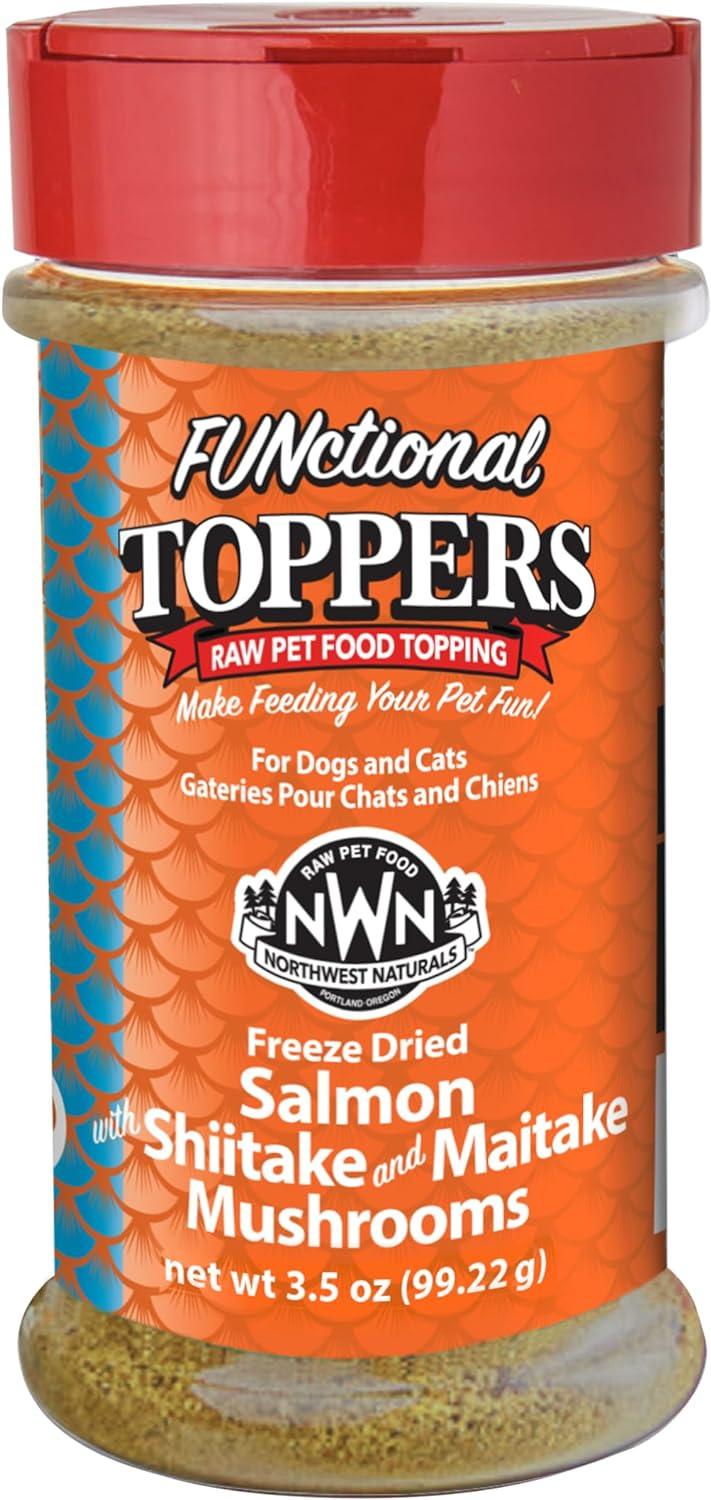 FUNctional
TOPPERS
RAW PET FOOD TOPPING
Make Feeding Your Pet Fun!
For Dogs and Cats
Gateries Pour Chats and Chiens
RAW PET FOOD
NWN
NORTHWEST NATURALS™
PORTLAND-OREGON
Freeze Dried
Salmon
with Shiitake and Maitake
Mushrooms
net wt 3.5 oz (99.22 g)